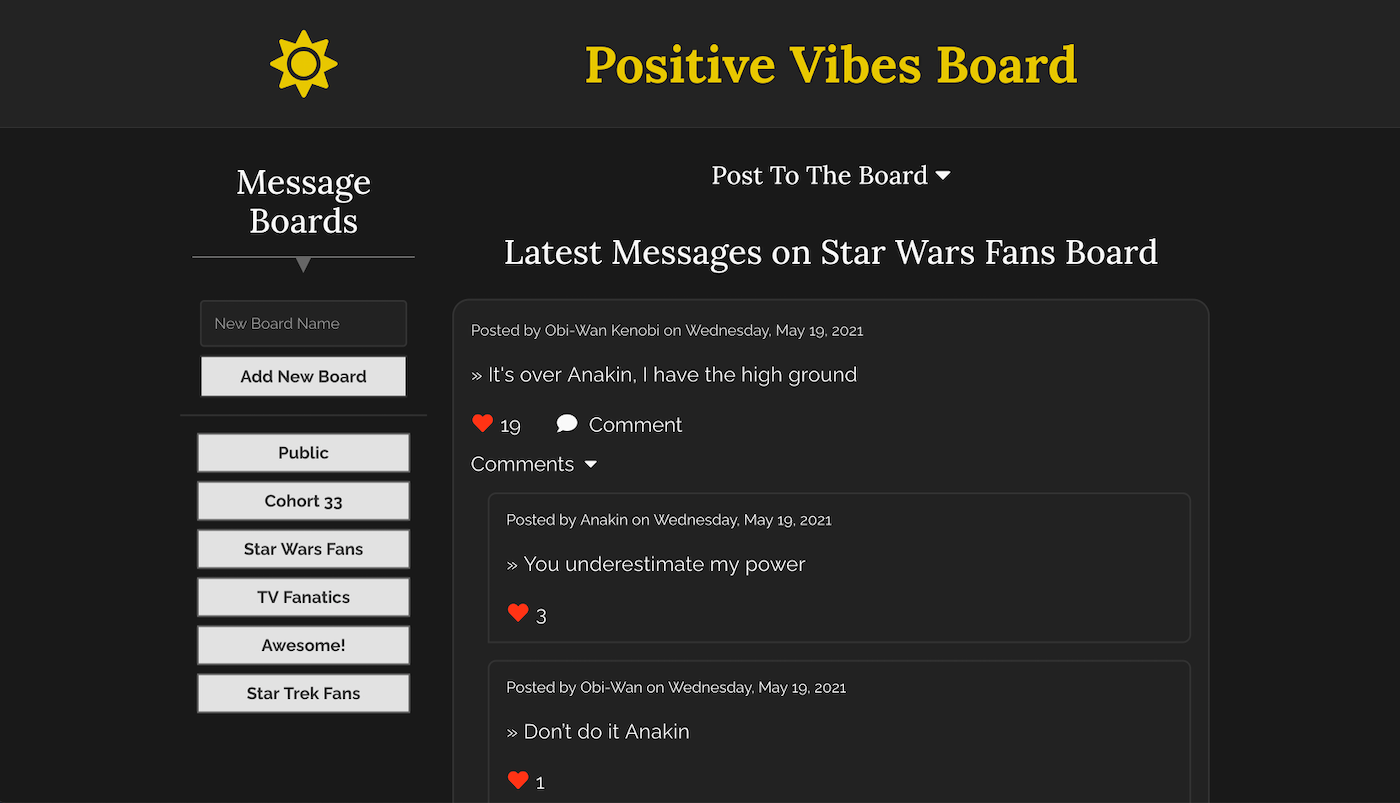 Positive Vibes Board
Message
Boards
New Board Name
Add New Board
Public
Cohort 33
Star Wars Fans
TV Fanatics
Awesome!
Star Trek Fans
Post To The Board
Latest Messages on Star Wars Fans Board
Posted by Obi-Wan Kenobi on Wednesday, May 19, 2021
» It's over Anakin, I have the high ground
19 Comment
Comments
Posted by Anakin on Wednesday, May 19, 2021
» You underestimate my power
3
Posted by Obi-Wan on Wednesday, May 19, 2021
» Don’t do it Anakin
1